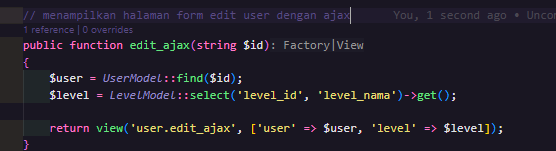 // menampilkan halaman form edit user dengan ajax You, 1 second ago • Uncon
1 reference | 0 overrides
public function edit_ajax(string $id): Factory|View
{
$user = UserModel::find($id);
$level = LevelModel::select('level_id', 'level_nama')->get();
return view('user.edit_ajax', ['user' => $user, 'level' => $level]);
}